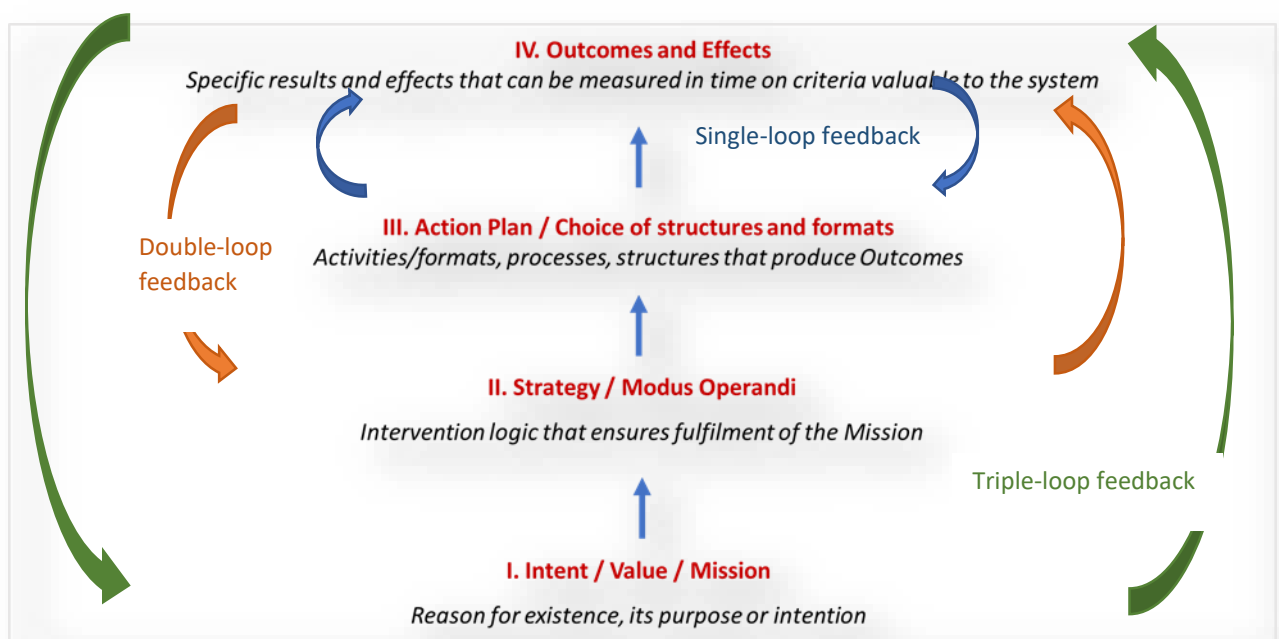 IV. Outcomes and Effects
Specific results and effects that can be measured in time on criteria valuable to the system
Single-loop feedback
III. Action Plan / Choice of structures and formats
Activities/formats, processes, structures that produce Outcomes
Double-loop
feedback
II. Strategy / Modus Operandi
Intervention logic that ensures fulfilment of the Mission
Triple-loop feedback
I. Intent / Value / Mission
Reason for existence, its purpose or intention